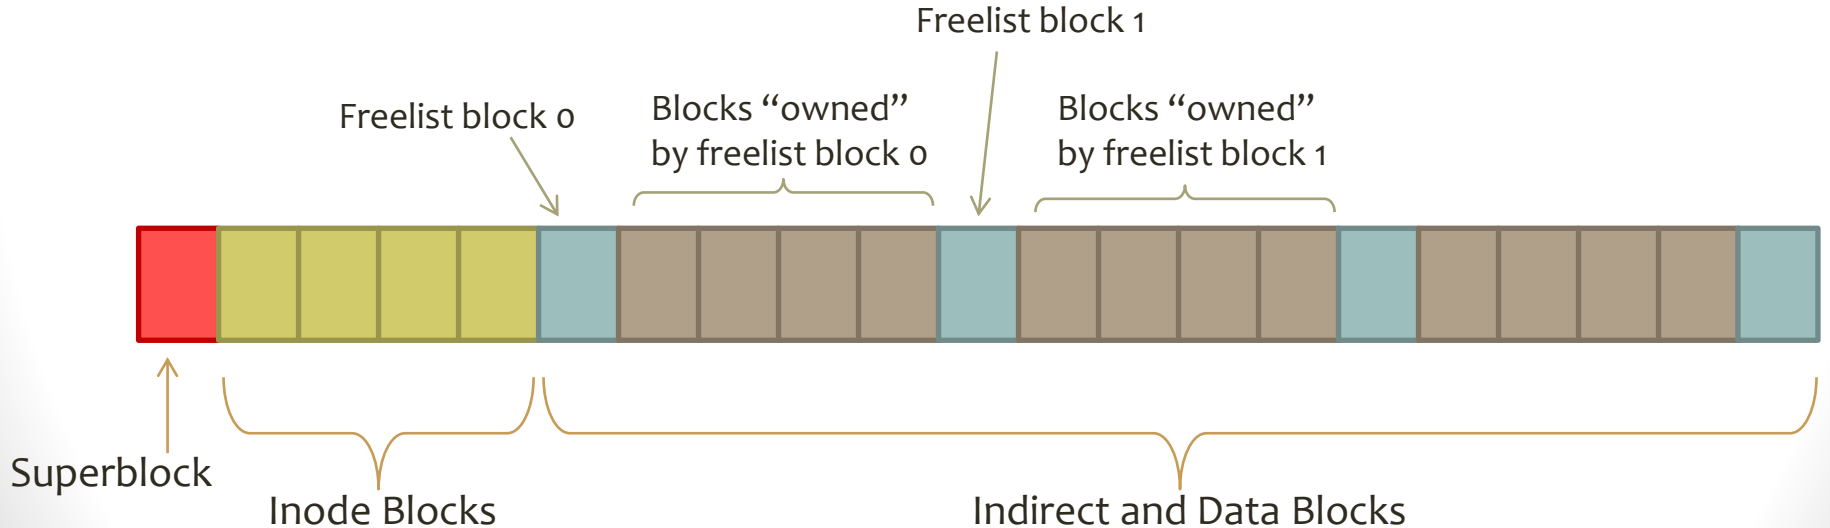 Freelist block 1
Freelist block 0
Blocks “owned”
by freelist block 0
Blocks “owned”
by freelist block 1
Superblock
Inode Blocks
Indirect and Data Blocks